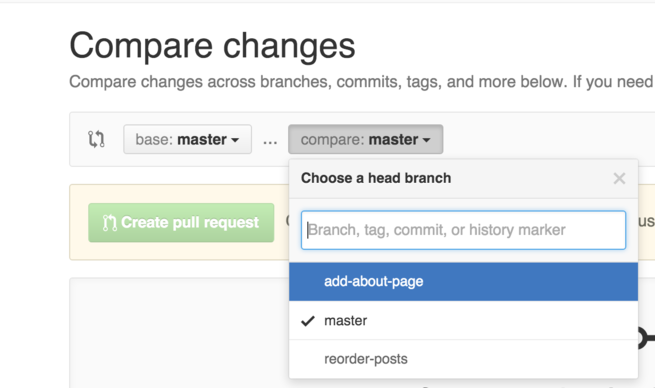 Compare changes
Compare changes across branches, commits, tags, and more below. If you need
base: master ... compare: master
Choose a head branch
Create pull request
Branch, tag, commit, or history marker
add-about-page
master
reorder-posts